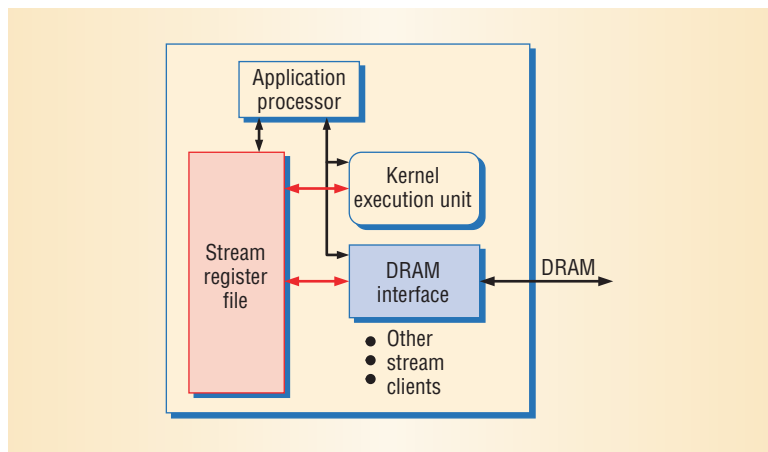 Application
processor
Kernel
execution unit
Stream
register
file
DRAM
interface
DRAM
Other
stream
clients